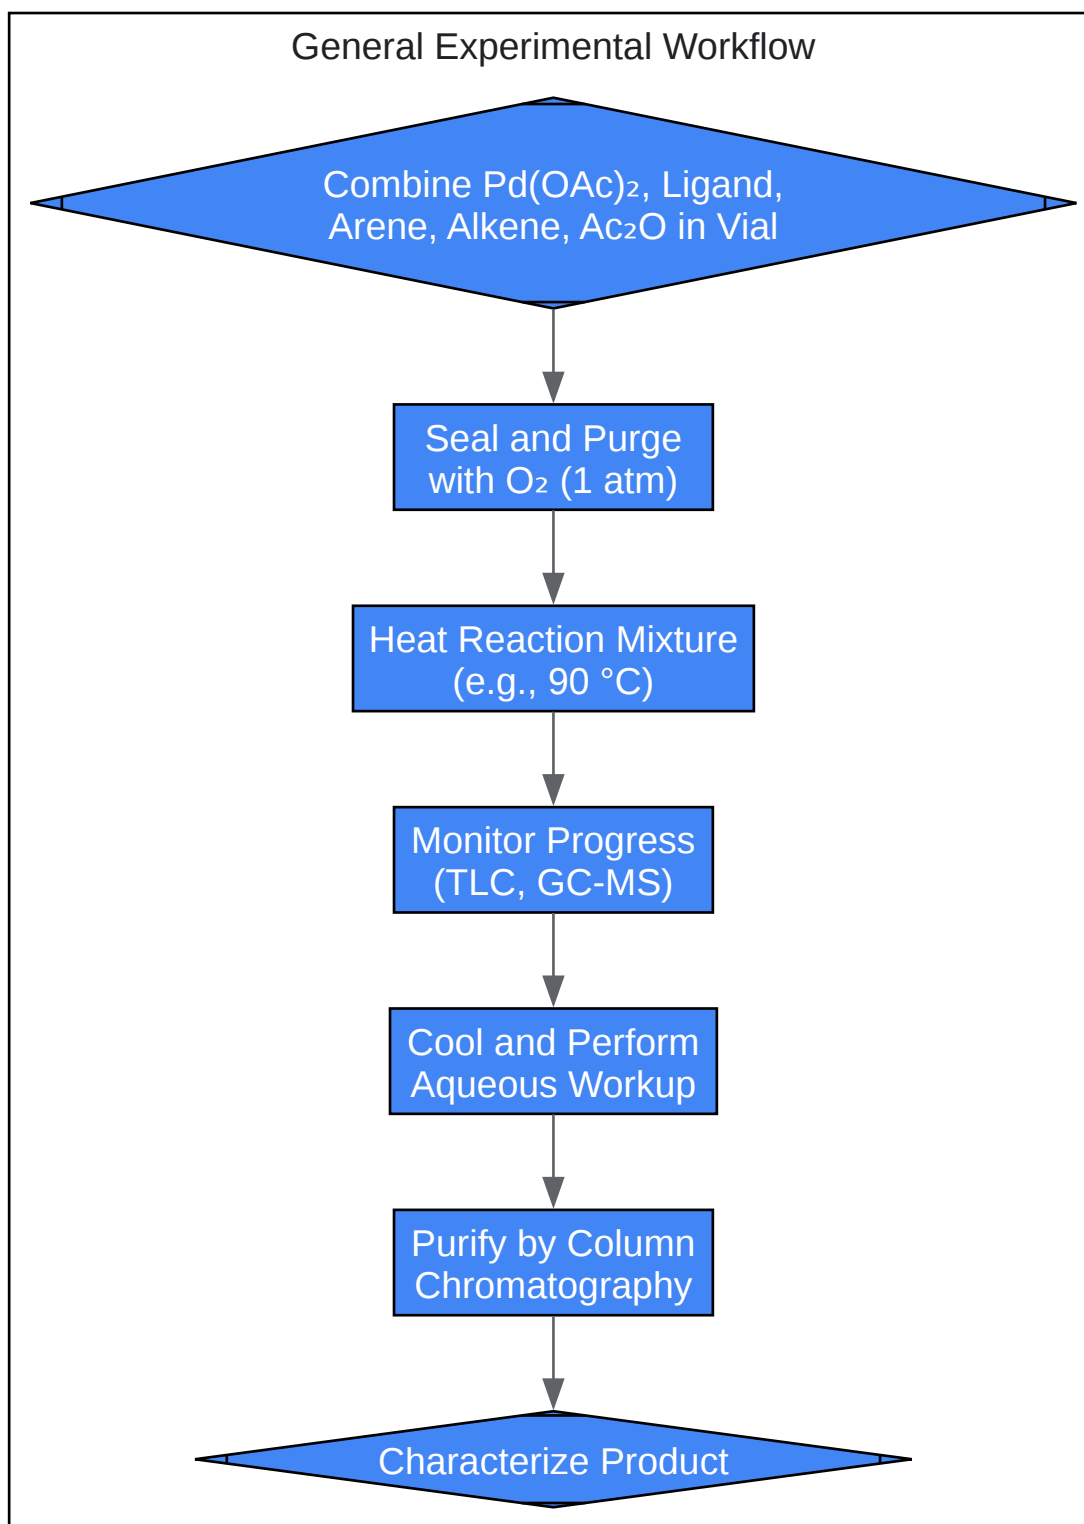 General Experimental Workflow
Combine Pd(OAc)₂, Ligand,
Arene, Alkene, Ac₂O in Vial
Seal and Purge
with O₂ (1 atm)
Heat Reaction Mixture
(e.g., 90 °C)
Monitor Progress
(TLC, GC-MS)
Cool and Perform
Aqueous Workup
Purify by Column
Chromatography
Characterize Product